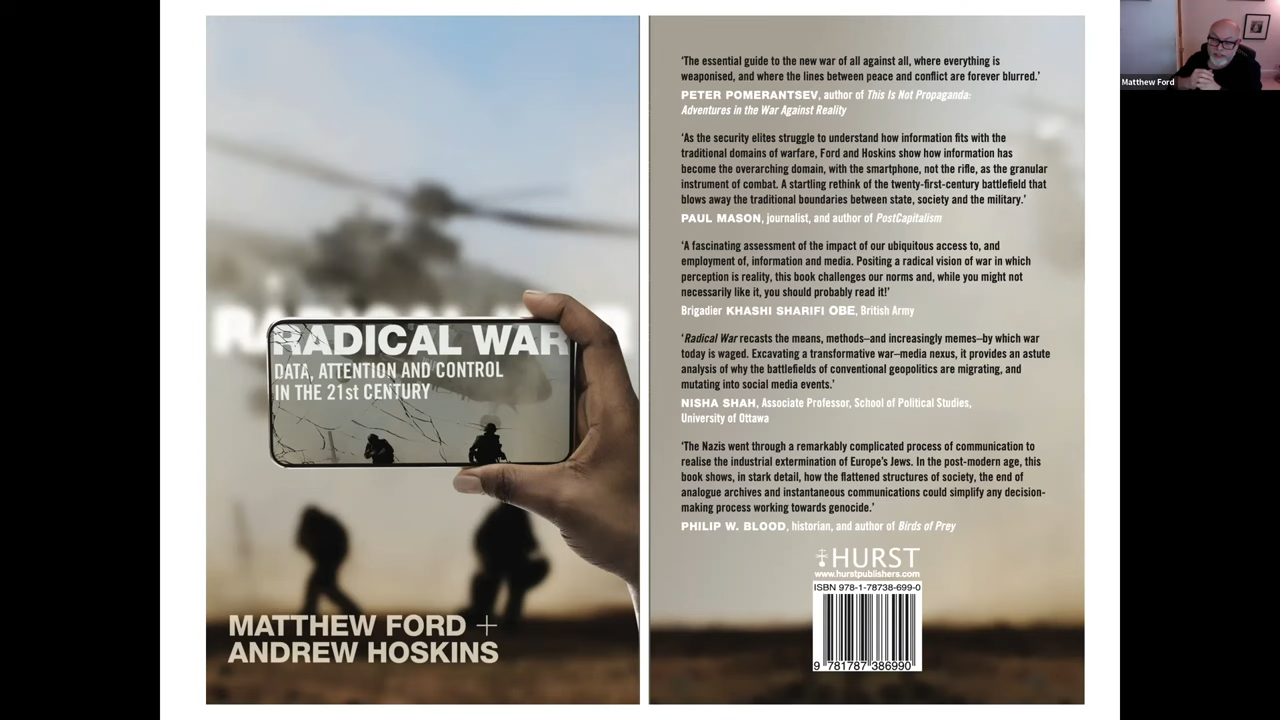 RADICAL WAR
DATA, ATTENTION AND CONTROL
IN THE 21st CENTURY
MATTHEW FORD +
ANDREW HOSKINS
‘The essential guide to the new war of all against all, where everything is
weaponised, and where the lines between peace and conflict are forever blurred.’
PETER POMERANTSEV, author of This Is Not Propaganda:
Adventures in the War Against Reality
‘As the security elites struggle to understand how information fits with the
traditional domains of warfare, Ford and Hoskins show how information has
become the overarching domain, with the smartphone, not the rifle, as the granular
instrument of combat. A startling rethink of the twenty-first-century battlefield that
blows away the traditional boundaries between state, society and the military.’
PAUL MASON, journalist, and author of PostCapitalism
‘A fascinating assessment of the impact of our ubiquitous access to, and
employment of, information and media. Positing a radical vision of war in which
perception is reality, this book challenges our norms and, while you might not
necessarily like it, you should probably read it!’
Brigadier KHASHI SHARIFI OBE, British Army
‘Radical War recasts the means, methods–and increasingly memes–by which war
today is waged. Excavating a transformative war–media nexus, it provides an astute
analysis of why the battlefields of conventional geopolitics are migrating, and
mutating into social media events.’
NISHA SHAH, Associate Professor, School of Political Studies,
University of Ottawa
‘The Nazis went through a remarkably complicated process of communication to
realise the industrial extermination of Europe’s Jews. In the post-modern age, this
book shows, in stark detail, how the flattened structures of society, the end of
analogue archives and instantaneous communications could simplify any decision-
making process working towards genocide.’
PHILIP W. BLOOD, historian, and author of Birds of Prey
HURST
www.hurstpublishers.com
ISBN 978-1-78738-699-0
9 781787 386990
Matthew Ford